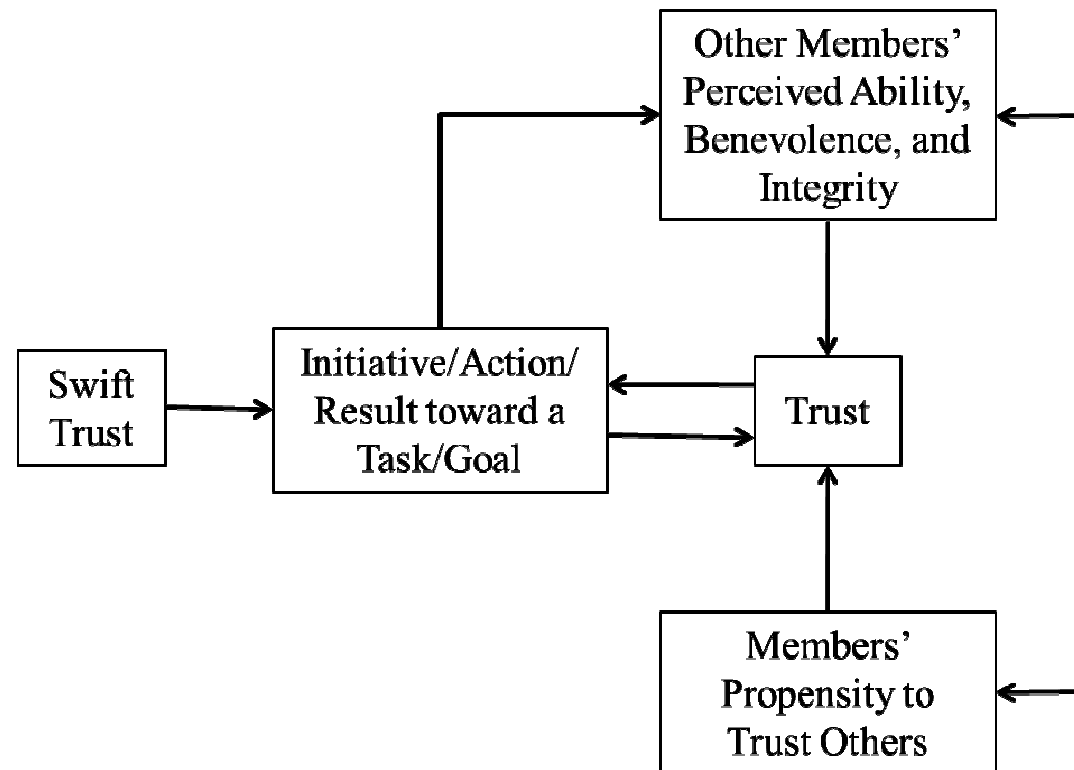 Other Members’
Perceived Ability,
Benevolence, and
Integrity
Swift
Trust
Initiative/Action/
Result toward a
Task/Goal
Trust
Members’
Propensity to
Trust Others